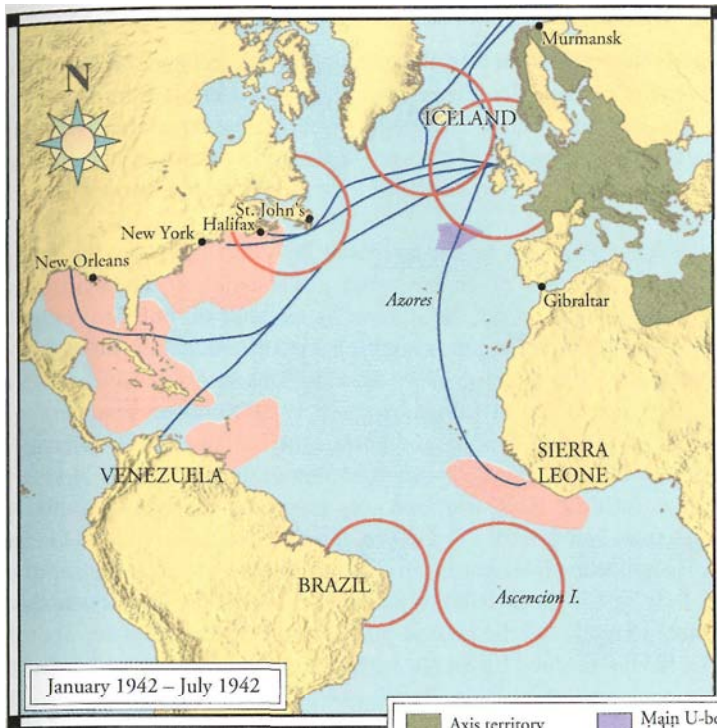 Murmansk
N
ICELAND
St. John's
Halifax
New York
New Orleans
Azores
Gibraltar
SIERRA
LEONE
VENEZUELA
BRAZIL
Ascencion I.
January 1942 – July 1942
Axis territory
Main